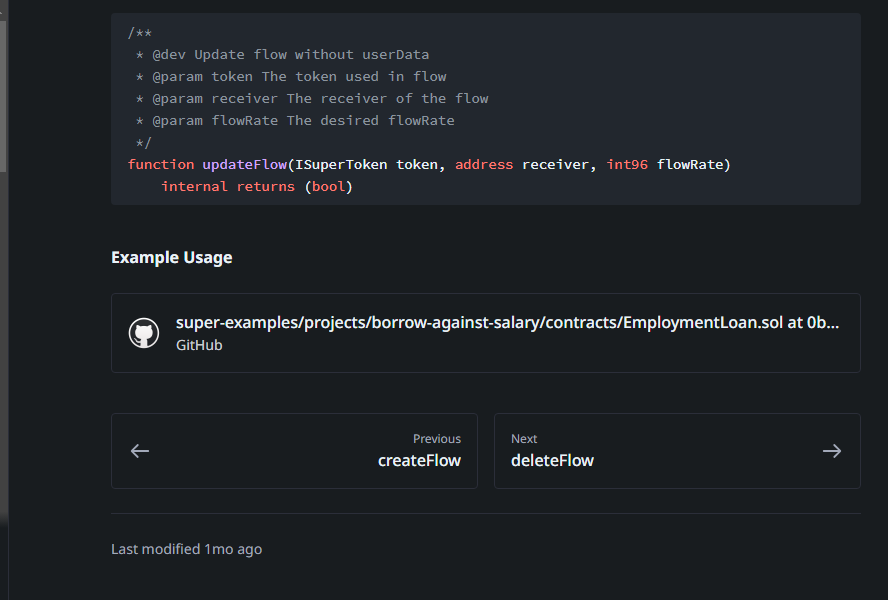 /**
 * @dev Update flow without userData
 * @param token The token used in flow
 * @param receiver The receiver of the flow
 * @param flowRate The desired flowRate
 */
function updateFlow(ISuperToken token, address receiver, int96 flowRate)
    internal returns (bool)
Example Usage
super-examples/projects/borrow-against-salary/contracts/EmploymentLoan.sol at 0b...
GitHub
Previous
createFlow
Next
deleteFlow
Last modified 1mo ago